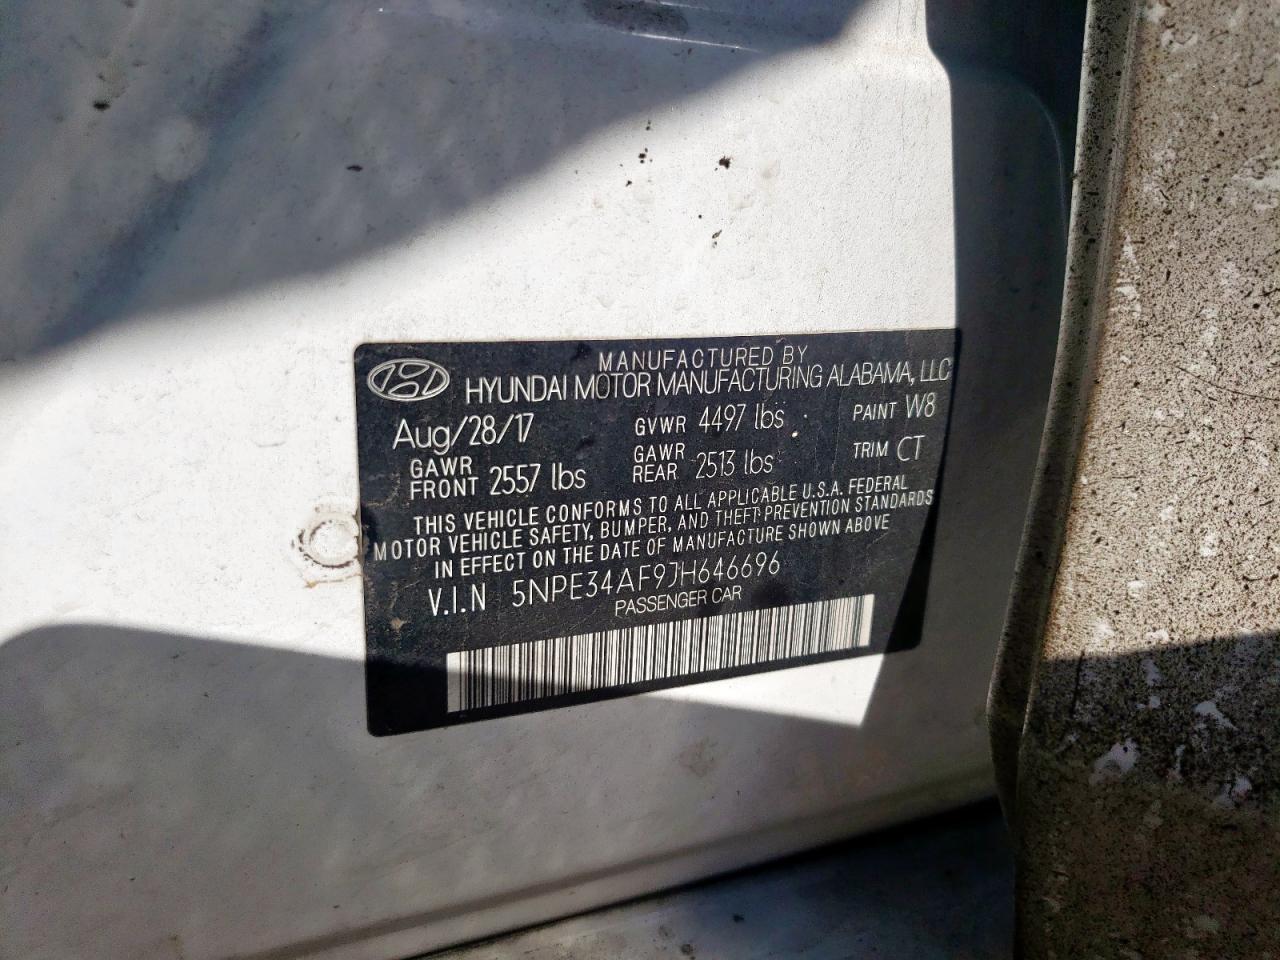 MANUFACTURED BY
HYUNDAI MOTOR MANUFACTURING ALABAMA, LLC
Aug/28/17 GVWR 4497 lbs PAINT W8
GAWR FRONT 2557 lbs GAWR REAR 2513 lbs TRIM CT
THIS VEHICLE CONFORMS TO ALL APPLICABLE U.S.A. FEDERAL
MOTOR VEHICLE SAFETY, BUMPER, AND THEFT PREVENTION STANDARDS
IN EFFECT ON THE DATE OF MANUFACTURE SHOWN ABOVE
V.I.N 5NPE34AF9JH646696
PASSENGER CAR